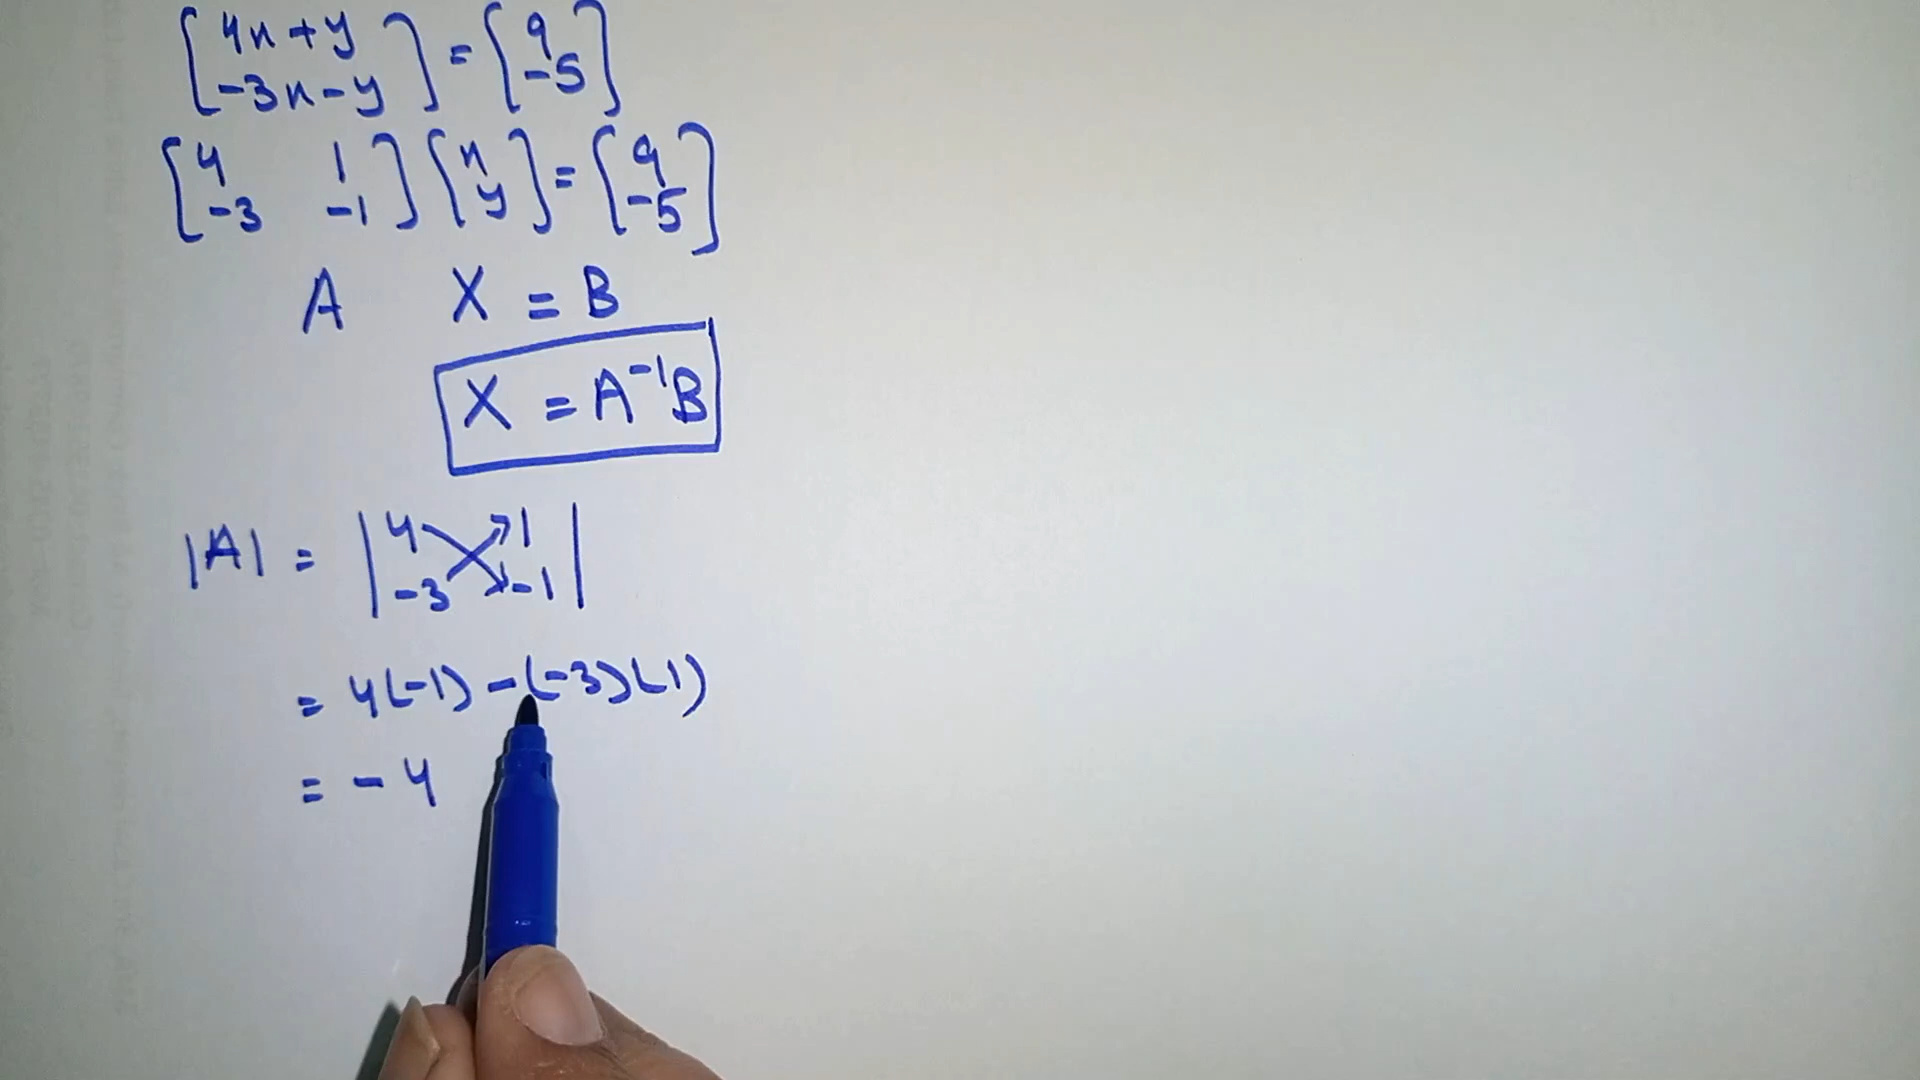 [4x+y
-3x-y] = [9
-5]
[4 1
-3 -1] [x
y] = [9
-5]
A X = B
X = A⁻¹B
|A| = |4 1
-3 -1|
= 4(-1) -(-3)(1)
= -4